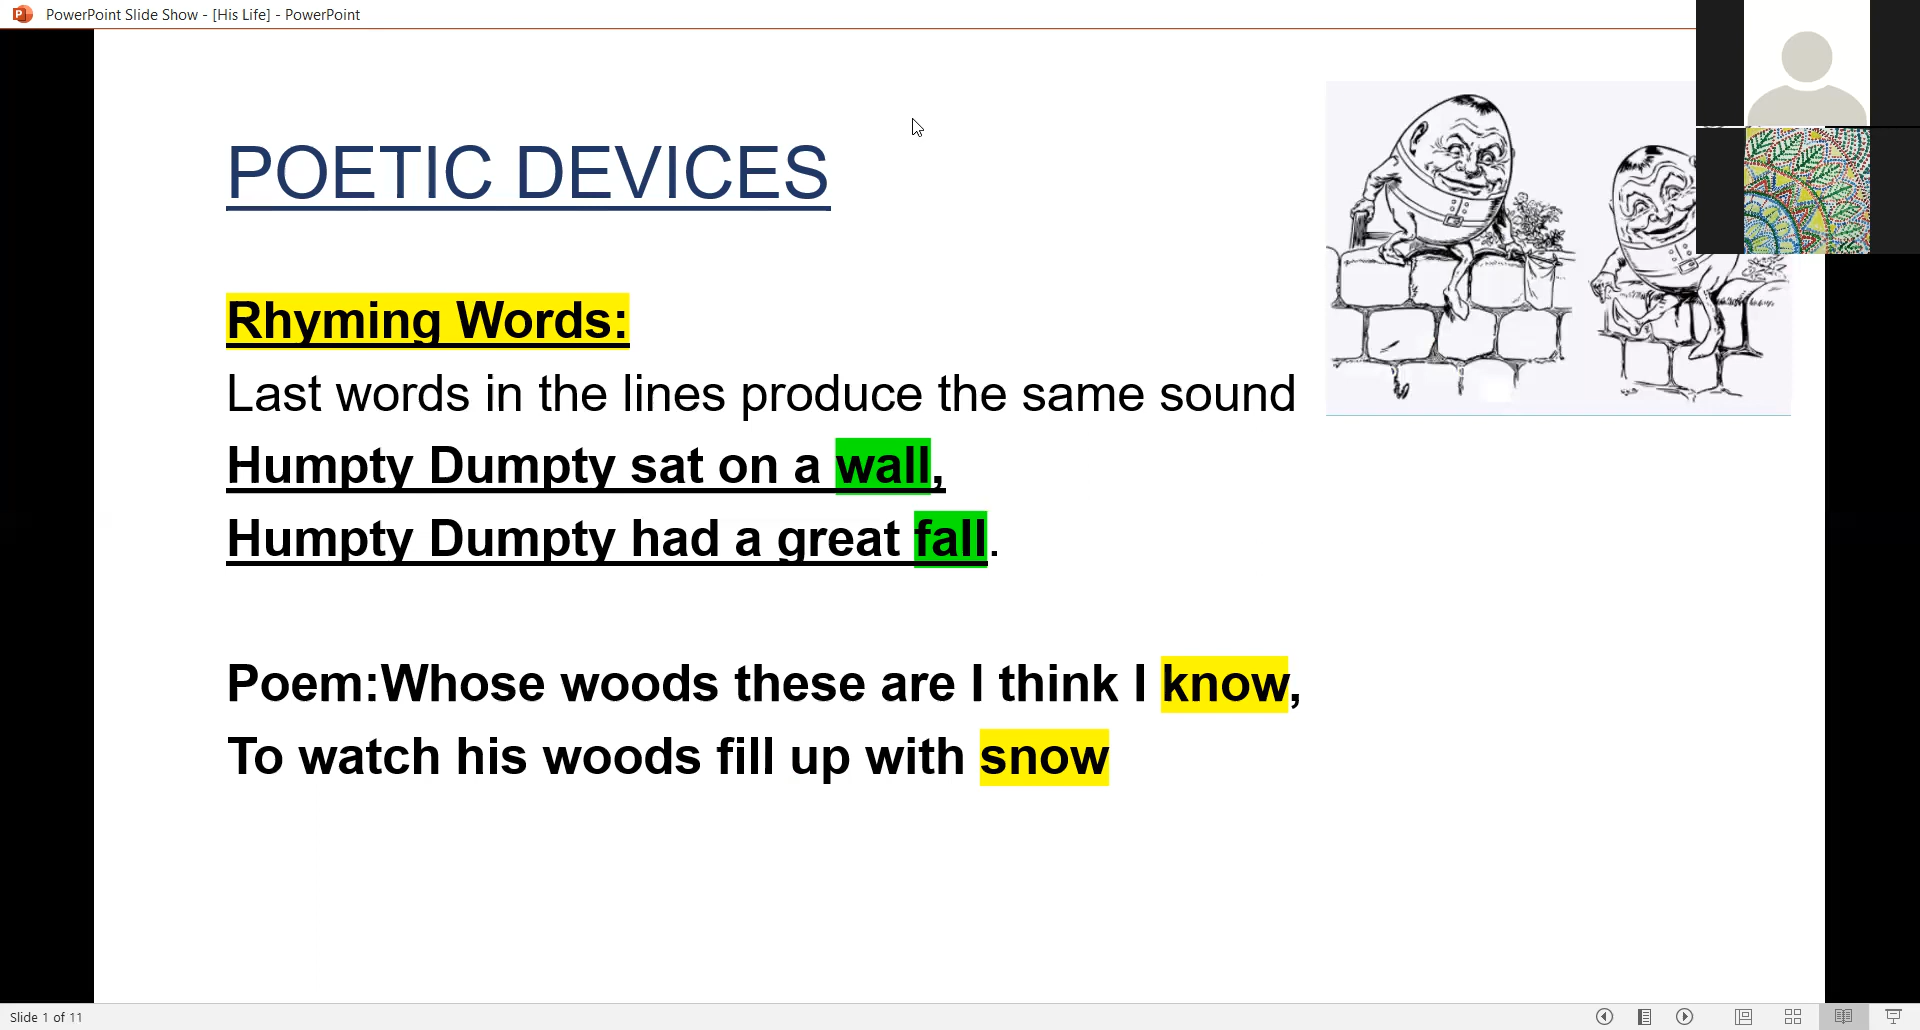 PowerPoint Slide Show - [His Life] - PowerPoint
POETIC DEVICES
Rhyming Words:
Last words in the lines produce the same sound
Humpty Dumpty sat on a wall,
Humpty Dumpty had a great fall.
Poem:Whose woods these are I think I know,
To watch his woods fill up with snow
Slide 1 of 11